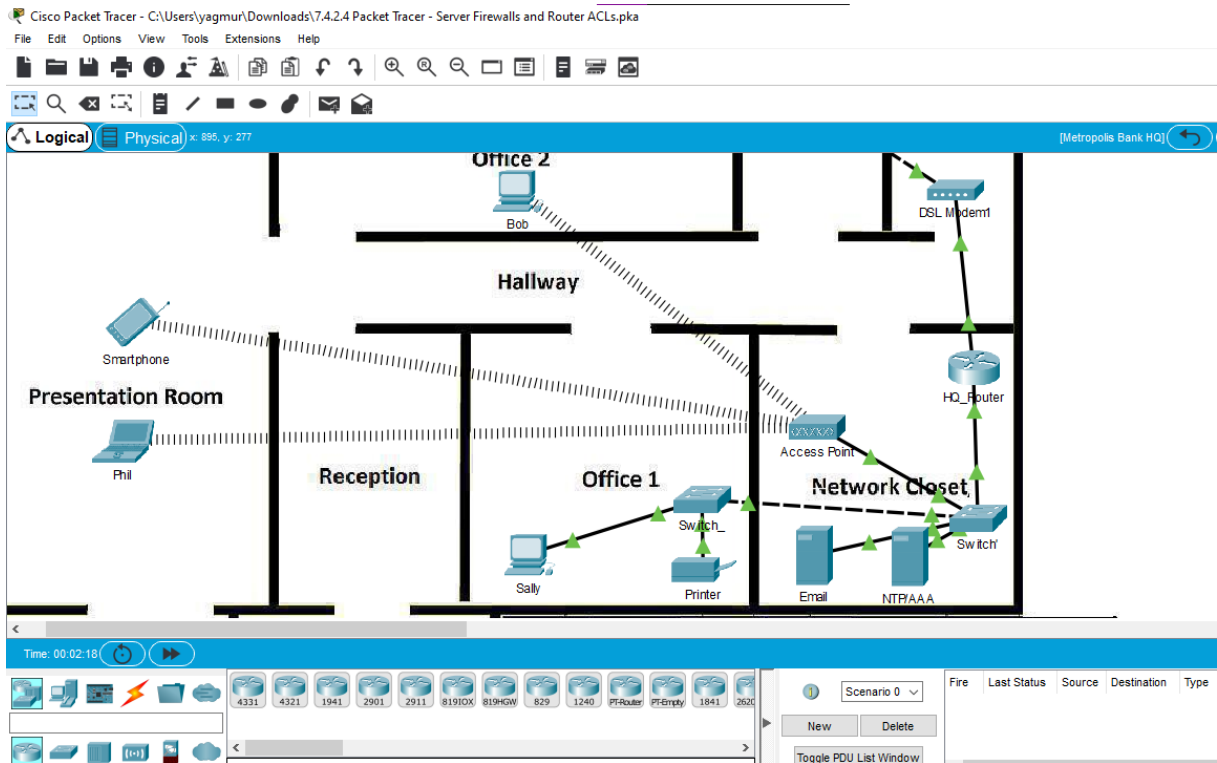 Cisco Packet Tracer - C:\Users\yagmur\Downloads\7.4.2.4 Packet Tracer - Server Firewalls and Router ACLs.pka
File Edit Options View Tools Extensions Help
Logical Physical x: 895, y: 277 [Metropolis Bank HQ]
Office 2
Bob
DSL Modem1
Hallway
Smartphone
Presentation Room
HQ_Router
Phil
Access Point
Reception
Office 1
Network Closet
Switch_
Switch'
Sally
Printer
Email
NTP/AAA
Time: 00:02:18
4331 4321 1941 2901 2911 819IOX 819HGW 829 1240 PT-Router PT-Empty 1841 2620
Scenario 0
Fire Last Status Source Destination Type
New Delete
Toggle PDU List Window